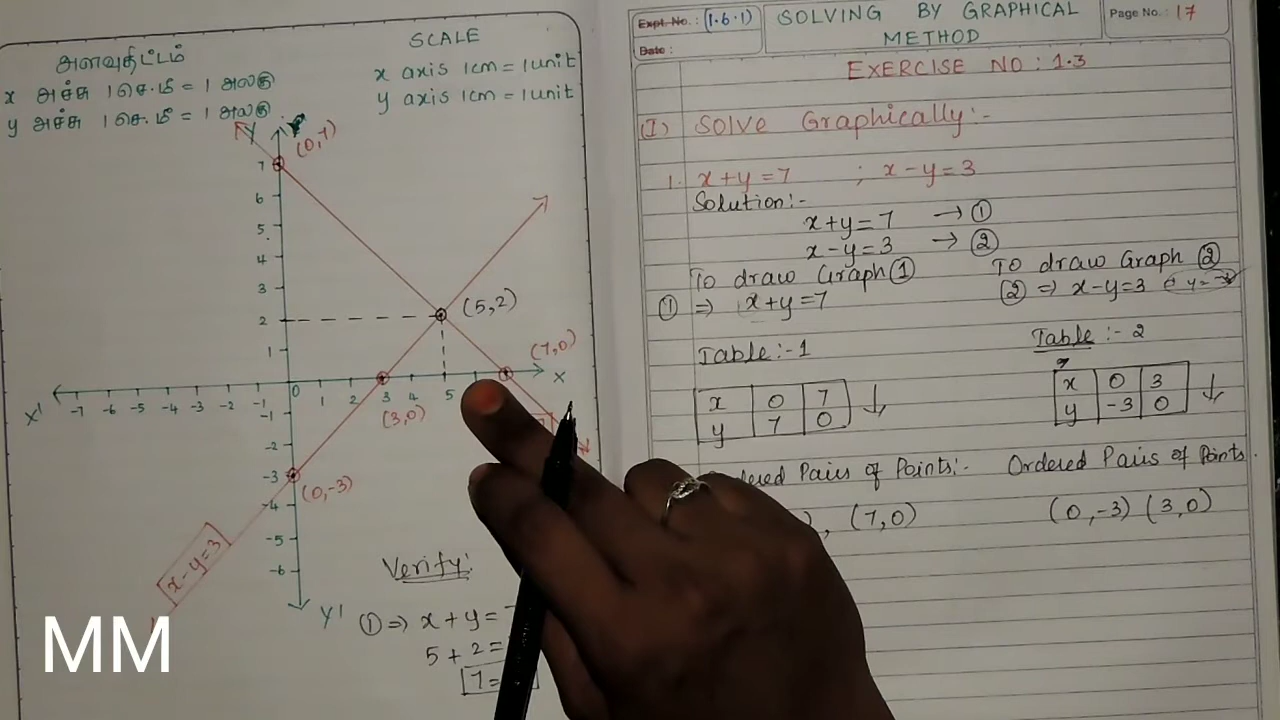 அளவுதிட்டம்
x அச்சு 1 செ.மீ = 1 அலகு
y அச்சு 1 செ.மீ = 1 அலகு
SCALE
x axis 1cm = 1unit
y axis 1cm = 1unit
Y
(0,7)
7
6
5
4
3
2
1
(5,2)
(7,0)
X' -7 -6 -5 -4 -3 -2 -1 0 1 2 3 4 5 X
(3,0)
-1
-2
-3
(0,-3)
-4
-5
-6
Y'
x-y=3
Verify:
① ⇒ x + y =
5 + 2 =
7 =
MM
Expt. No. : (1.6.1)
Date :
SOLVING BY GRAPHICAL
METHOD
Page No. : 17
EXERCISE NO : 1.3
(I) Solve Graphically:-
1. x+y=7 ; x-y=3
Solution:-
x+y=7 → ①
x-y=3 → ②
To draw Graph ①
① ⇒ x+y=7
To draw Graph ②
② ⇒ x-y=3
Table :- 1
x 0 7
y 7 0
Table :- 2
x 0 3
y -3 0
Pairs of Points:-
, (7,0)
Ordered Pairs of Points.
(0,-3) (3,0)